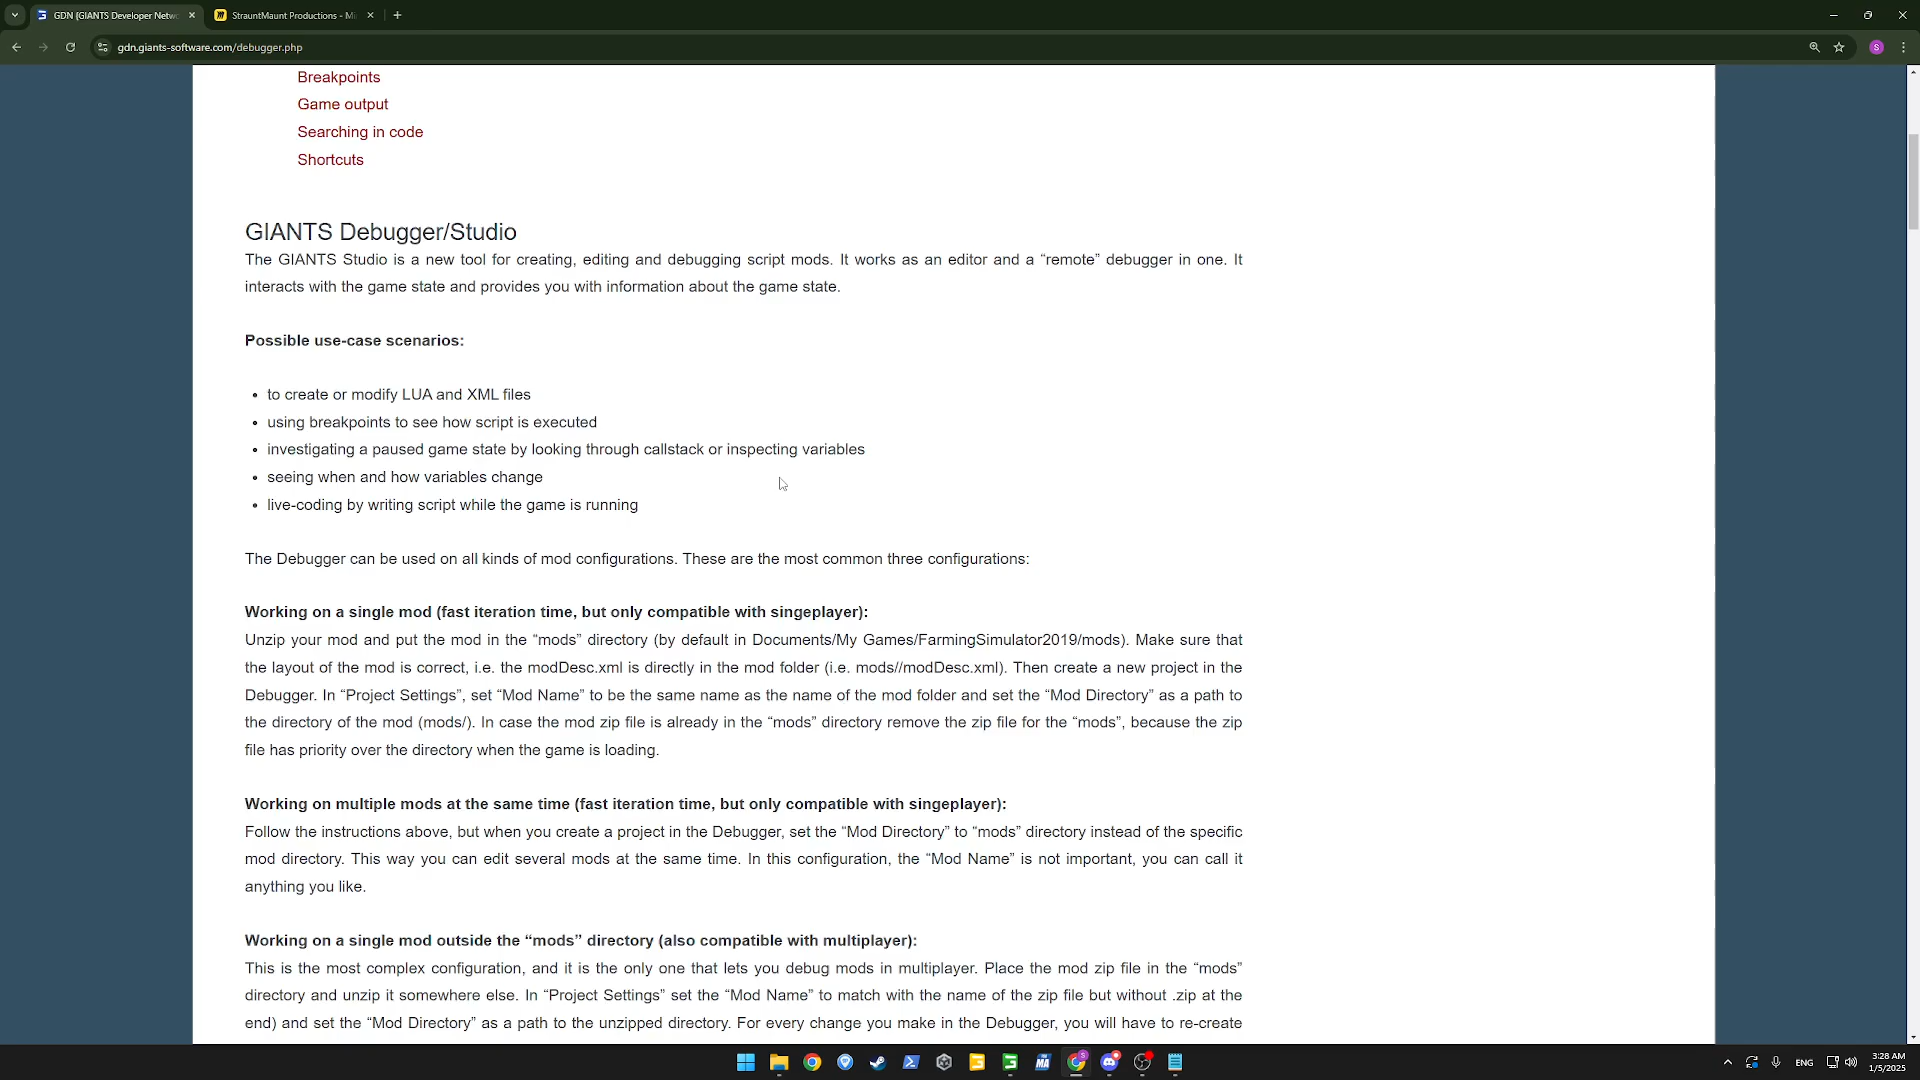 GDN [GIANTS Developer Netwo
StrauntMaunt Productions - Mi
gdn.giants-software.com/debugger.php
S
Breakpoints
Game output
Searching in code
Shortcuts
GIANTS Debugger/Studio
The GIANTS Studio is a new tool for creating, editing and debugging script mods. It works as an editor and a “remote” debugger in one. It
interacts with the game state and provides you with information about the game state.
Possible use-case scenarios:
• to create or modify LUA and XML files
• using breakpoints to see how script is executed
• investigating a paused game state by looking through callstack or inspecting variables
• seeing when and how variables change
• live-coding by writing script while the game is running
The Debugger can be used on all kinds of mod configurations. These are the most common three configurations:
Working on a single mod (fast iteration time, but only compatible with singeplayer):
Unzip your mod and put the mod in the “mods” directory (by default in Documents/My Games/FarmingSimulator2019/mods). Make sure that
the layout of the mod is correct, i.e. the modDesc.xml is directly in the mod folder (i.e. mods//modDesc.xml). Then create a new project in the
Debugger. In “Project Settings”, set “Mod Name” to be the same name as the name of the mod folder and set the “Mod Directory” as a path to
the directory of the mod (mods/). In case the mod zip file is already in the “mods” directory remove the zip file for the “mods”, because the zip
file has priority over the directory when the game is loading.
Working on multiple mods at the same time (fast iteration time, but only compatible with singeplayer):
Follow the instructions above, but when you create a project in the Debugger, set the “Mod Directory” to “mods” directory instead of the specific
mod directory. This way you can edit several mods at the same time. In this configuration, the “Mod Name” is not important, you can call it
anything you like.
Working on a single mod outside the “mods” directory (also compatible with multiplayer):
This is the most complex configuration, and it is the only one that lets you debug mods in multiplayer. Place the mod zip file in the “mods”
directory and unzip it somewhere else. In “Project Settings” set the “Mod Name” to match with the name of the zip file but without .zip at the
end) and set the “Mod Directory” as a path to the unzipped directory. For every change you make in the Debugger, you will have to re-create
MA
ENG
3:28 AM
1/5/2025